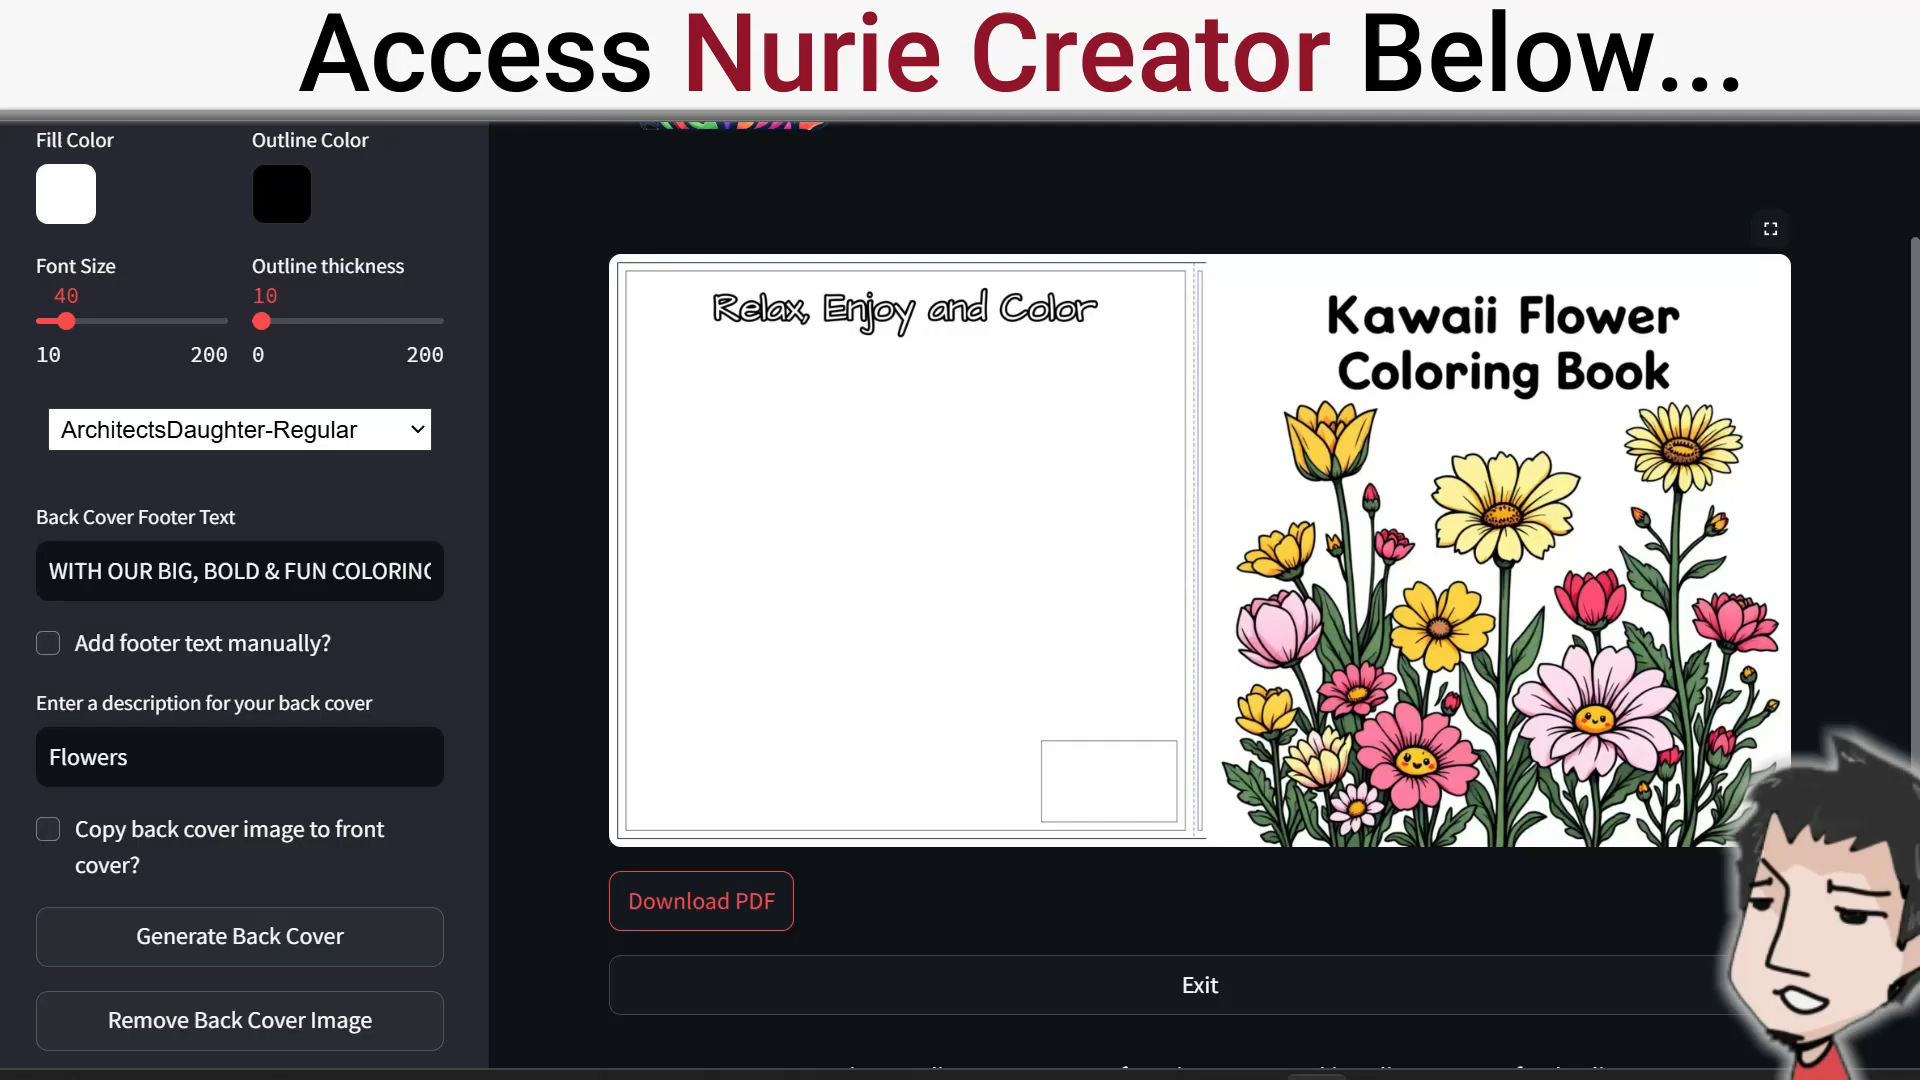 Access Nurie Creator Below...
Fill Color
Outline Color
Font Size
Outline thickness
40
10
10
200
0
200
ArchitectsDaughter-Regular
Back Cover Footer Text
WITH OUR BIG, BOLD & FUN COLORING
Add footer text manually?
Enter a description for your back cover
Flowers
Copy back cover image to front
cover?
Generate Back Cover
Remove Back Cover Image
Relax, Enjoy and Color
Kawaii Flower
Coloring Book
Download PDF
Exit